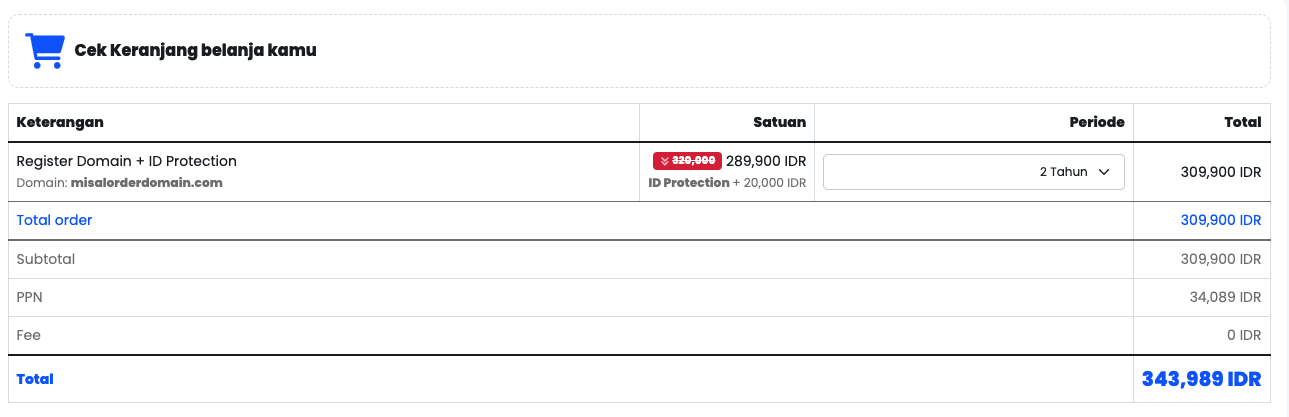 Cek Keranjang belanja kamu
Keterangan Satuan Periode Total
Register Domain + ID Protection 320,000 289,900 IDR 2 Tahun 309,900 IDR
Domain: misalorderdomain.com ID Protection + 20,000 IDR
Total order 309,900 IDR
Subtotal 309,900 IDR
PPN 34,089 IDR
Fee 0 IDR
Total 343,989 IDR